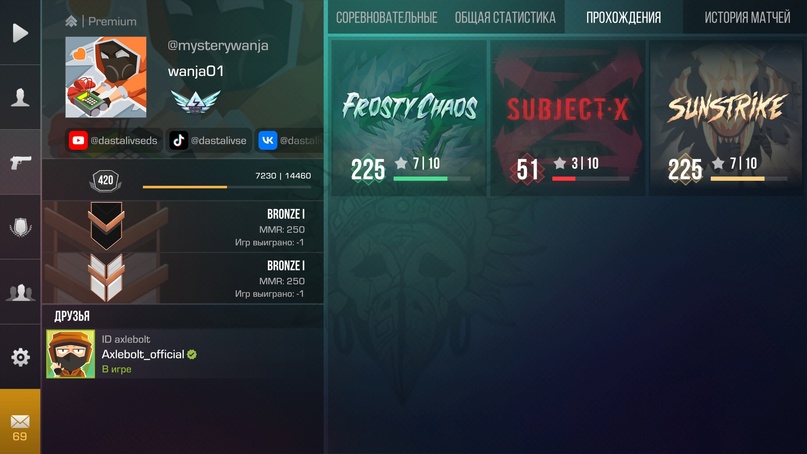 | Premium
@mysterywanja
wanja01
@dastalivseds
@dastalivse
@dastali
420
7230 | 14460
BRONZE I
MMR: 250
Игр выиграно: -1
BRONZE I
MMR: 250
Игр выиграно: -1
ДРУЗЬЯ
ID axlebolt
Axlebolt_official
В игре
69
СОРЕВНОВАТЕЛЬНЫЕ
ОБЩАЯ СТАТИСТИКА
ПРОХОЖДЕНИЯ
ИСТОРИЯ МАТЧЕЙ
FROSTY CHAOS
225
7 | 10
SUBJECT-X
51
3 | 10
SUNSTRIKE
225
7 | 10